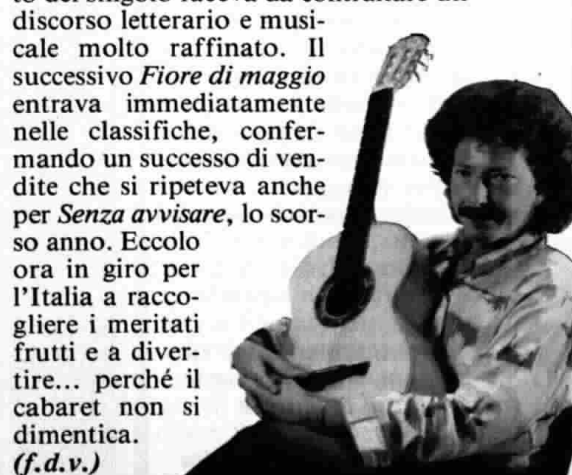 discorso letterario e musi-
cale molto raffinato. Il
successivo Fiore di maggio
entrava immediatamente
nelle classifiche, confer-
mando un successo di ven-
dite che si ripeteva anche
per Senza avvisare, lo scor-
so anno. Eccolo
ora in giro per
l'Italia a racco-
gliere i meritati
frutti e a diver-
tire... perché il
cabaret non si
dimentica.
(f.d.v.)